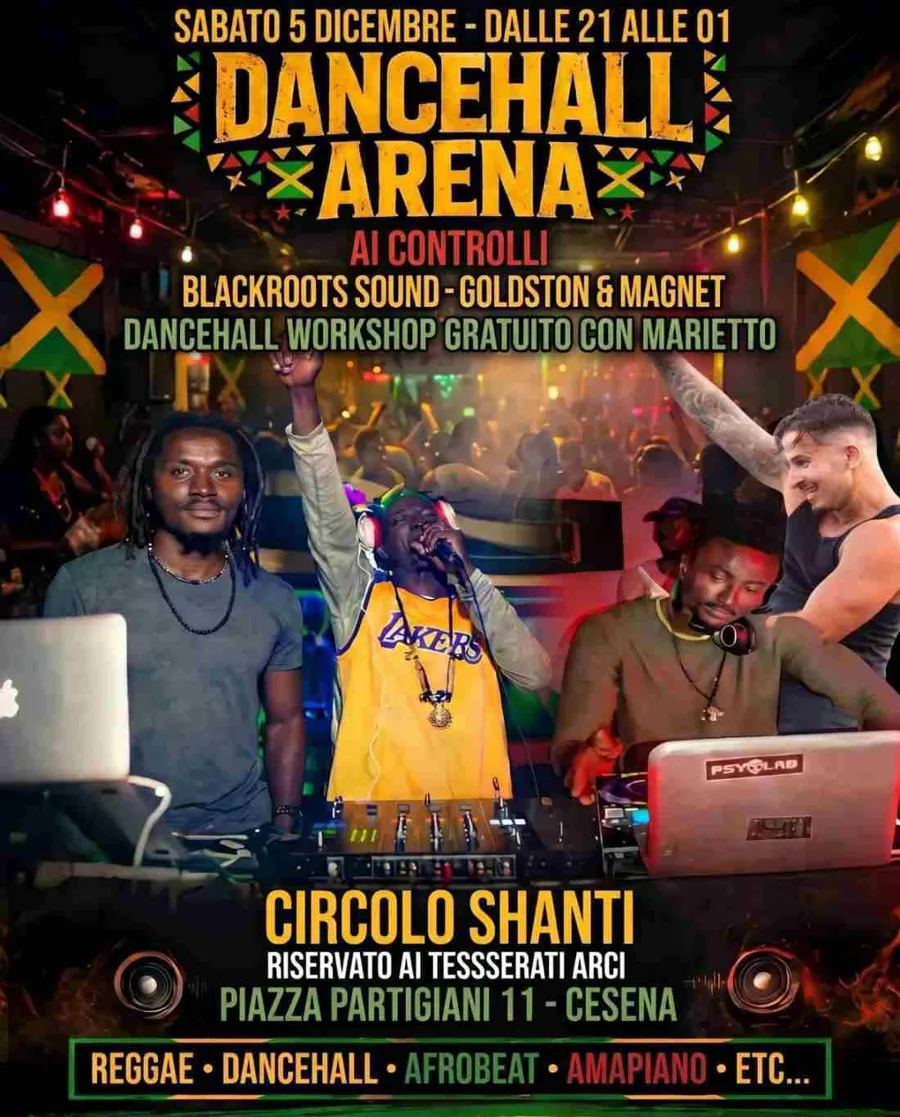 SABATO 5 DICEMBRE - DALLE 21 ALLE 01
DANCEHALL
ARENA
AI CONTROLLI
BLACKROOTS SOUND - GOLDSTON & MAGNET
DANCEHALL WORKSHOP GRATUITO CON MARIETTO
LAKERS
PSYOLAB
CIRCOLO SHANTI
RISERVATO AI TESSSERATI ARCI
PIAZZA PARTIGIANI 11 - CESENA
REGGAE • DANCEHALL • AFROBEAT • AMAPIANO • ETC...